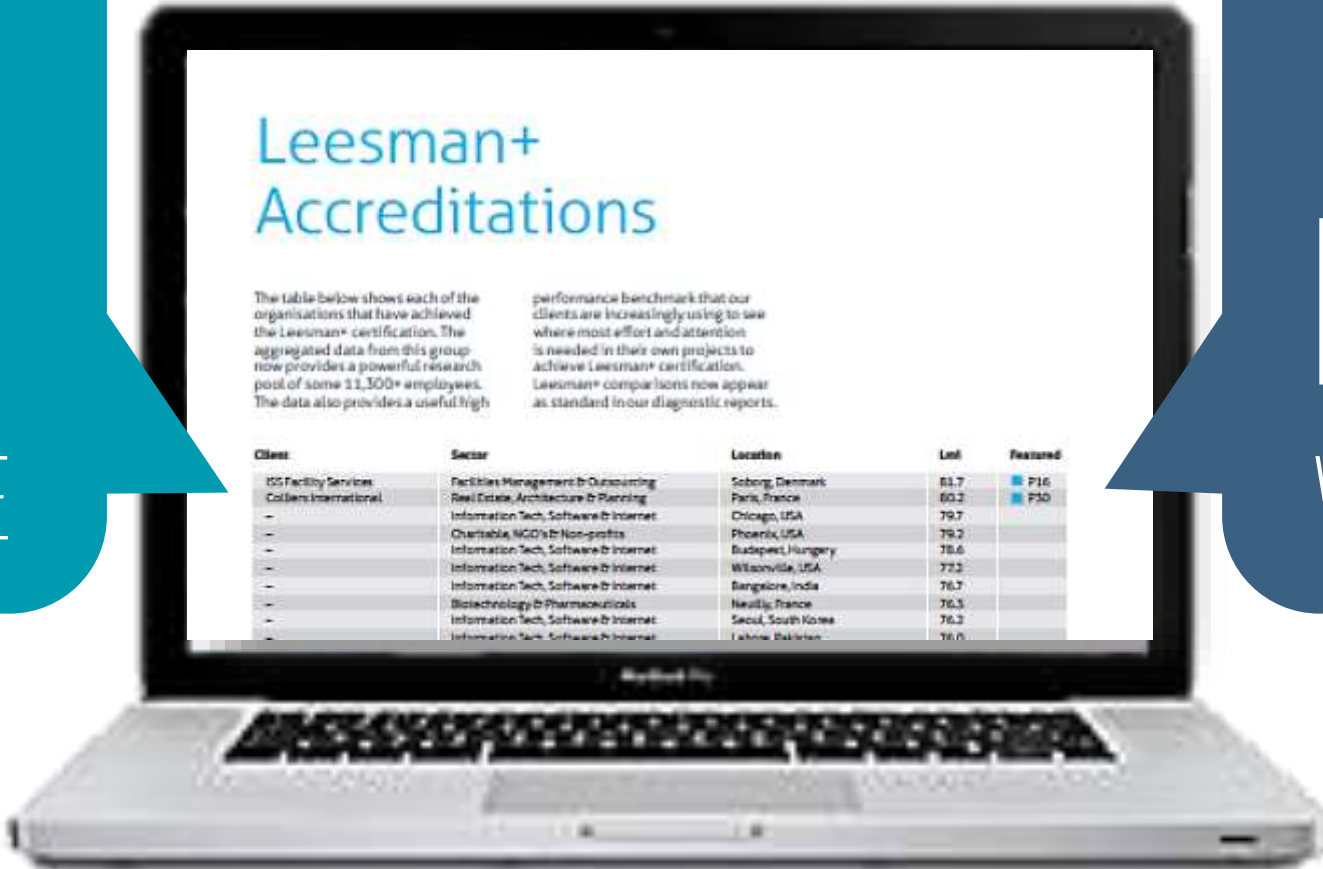 Leesman+
Accreditations
The table below shows each of the
organisations that have achieved
the Leesman+ certification. The
aggregated data from this group
now provides a powerful research
pool of some 11,300+ employees.
The data also provides a useful high
performance benchmark that our
clients are increasingly using to see
where most effort and attention
is needed in their own projects to
achieve Leesman+ certification.
Leesman+ comparisons now appear
as standard in our diagnostic reports.
Client Sector Location Lmi Featured
ISS Facility Services Facilities Management & Outsourcing Soborg, Denmark 81.7 P16
Colliers International Real Estate, Architecture & Planning Paris, France 80.2 P30
– Information Tech, Software & Internet Chicago, USA 79.7
– Charitable, NGO's & Non-profits Phoenix, USA 79.2
– Information Tech, Software & Internet Budapest, Hungary 78.6
– Information Tech, Software & Internet Wilsonville, USA 77.2
– Information Tech, Software & Internet Bangalore, India 76.7
– Biotechnology & Pharmaceuticals Neuilly, France 76.3
– Information Tech, Software & Internet Seoul, South Korea 76.2
– Information Tech, Software & Internet Lahore, Pakistan 76.0
MacBook Pro